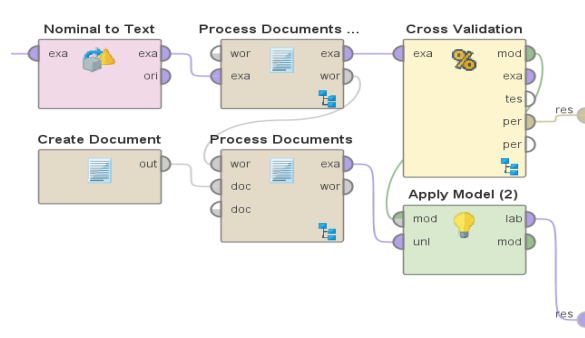 Nominal to Text
exa
exa
ori
Process Documents ...
wor
exa
exa
wor
Cross Validation
exa
mod
exa
tes
per
per
res
Create Document
out
Process Documents
wor
doc
doc
exa
wor
Apply Model (2)
mod
unl
lab
mod
res